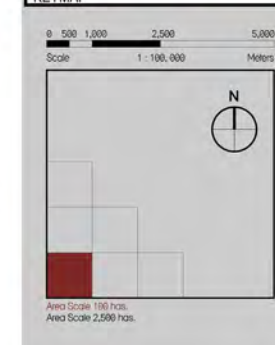 0 500 1,000 2,500 5,000
Scale 1 : 100,000 Meters
N
Area Scale 100 has.
Area Scale 2,500 has.